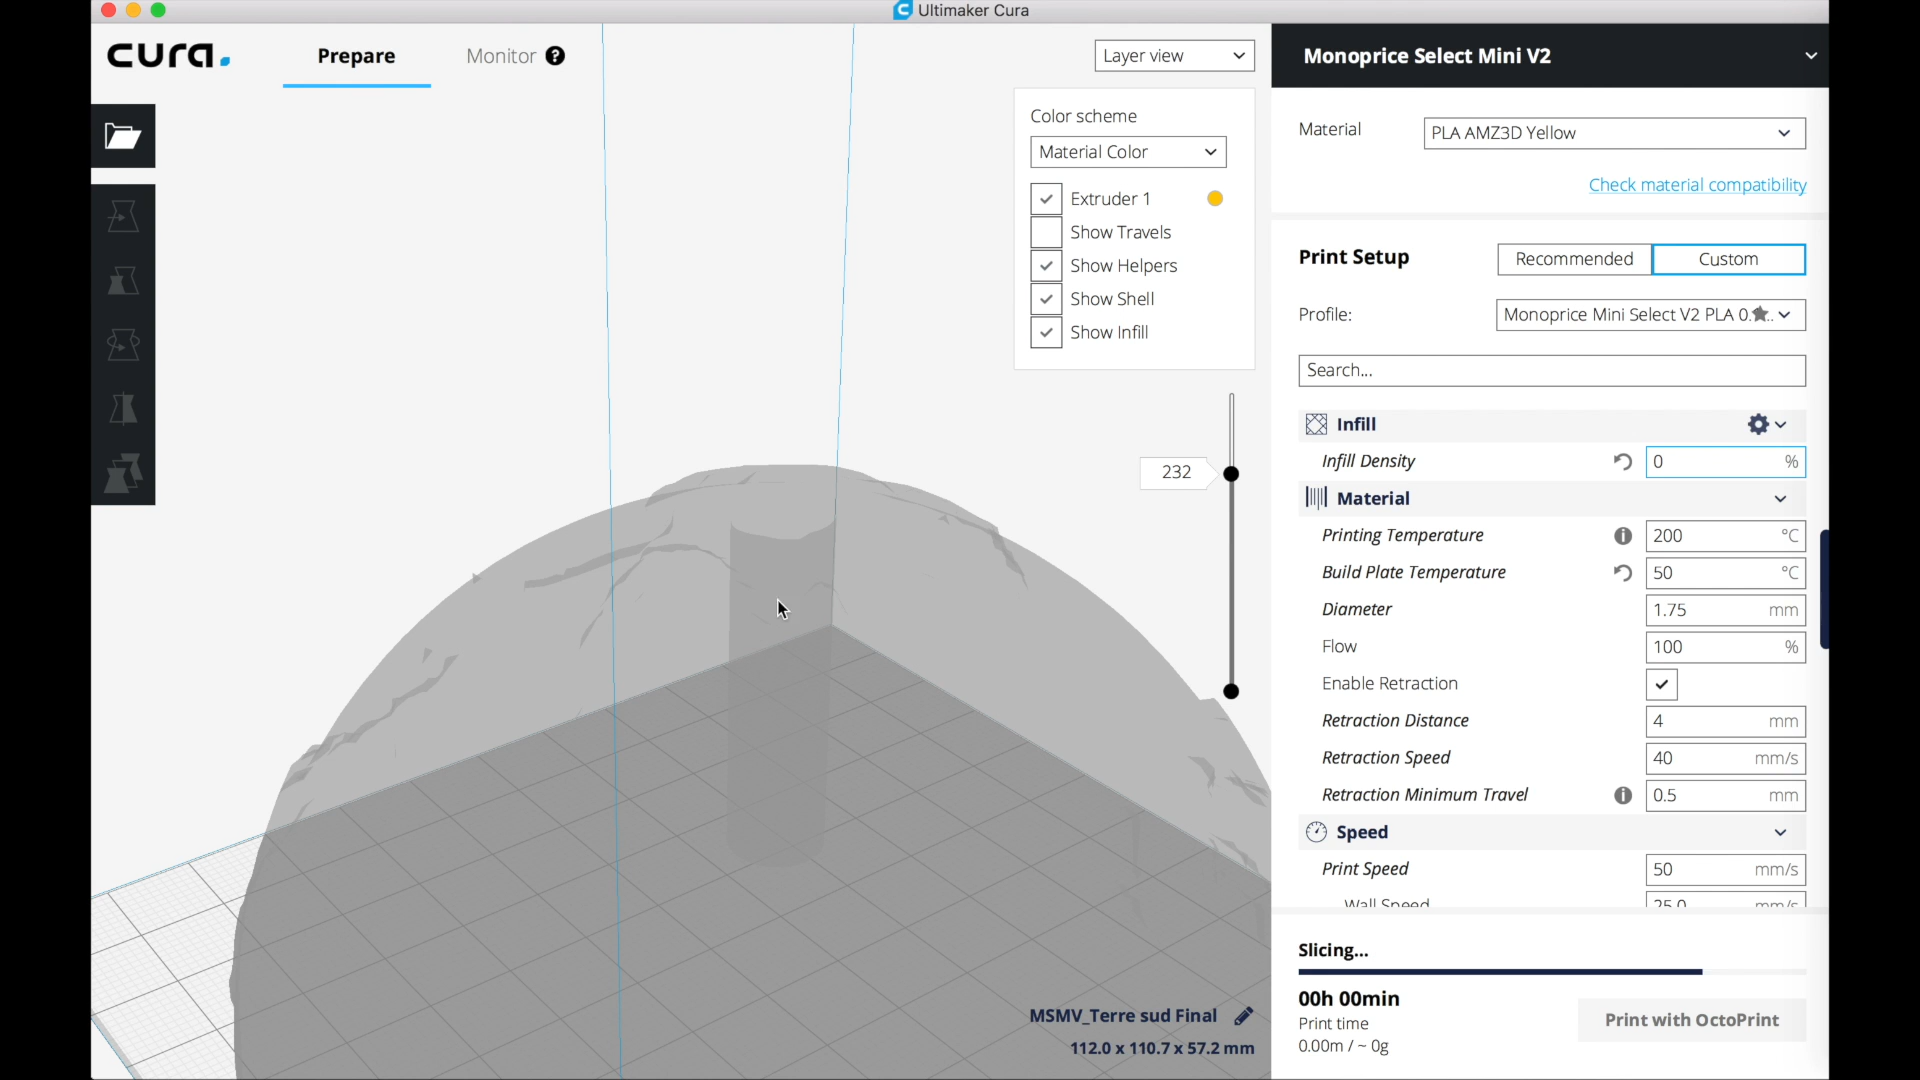 Ultimaker Cura
cura.
Prepare
Monitor ?
Layer view
Color scheme
Material Color
Extruder 1
Show Travels
Show Helpers
Show Shell
Show Infill
232
MSMV_Terre sud Final
112.0 x 110.7 x 57.2 mm
Monoprice Select Mini V2
Material
PLA AMZ3D Yellow
Check material compatibility
Print Setup
Recommended
Custom
Profile:
Monoprice Mini Select V2 PLA 0...
Search...
Infill
Infill Density 0 %
Material
Printing Temperature i 200 °C
Build Plate Temperature 50 °C
Diameter 1.75 mm
Flow 100 %
Enable Retraction
Retraction Distance 4 mm
Retraction Speed 40 mm/s
Retraction Minimum Travel i 0.5 mm
Speed
Print Speed 50 mm/s
Wall Speed 25.0 mm/s
Slicing...
00h 00min
Print time
0.00m / ~ 0g
Print with OctoPrint